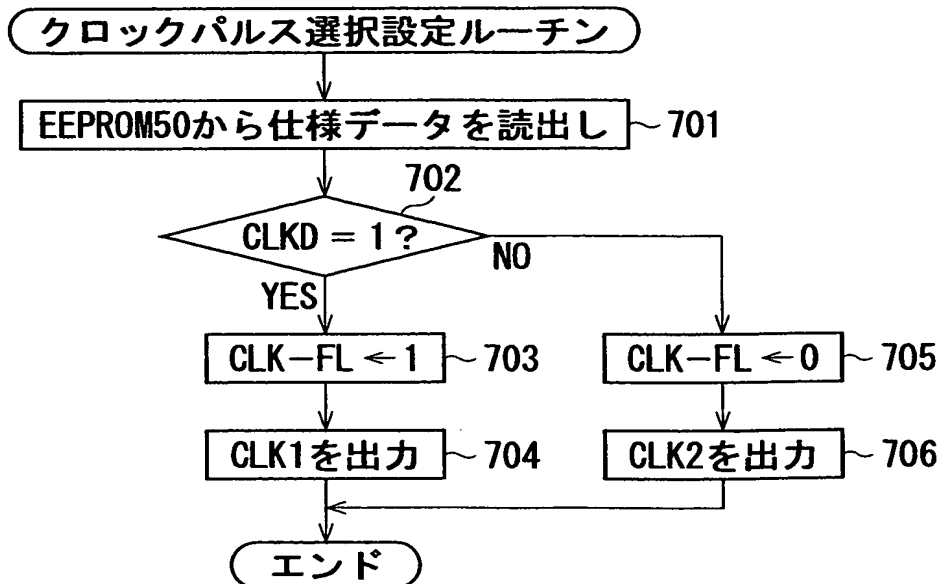 クロックパルス選択設定ルーチン
EEPROM50から仕様データを読出し 701
702
CLKD = 1?
NO
YES
CLK-FL ← 1 703
CLK-FL ← 0 705
CLK1を出力 704
CLK2を出力 706
エンド